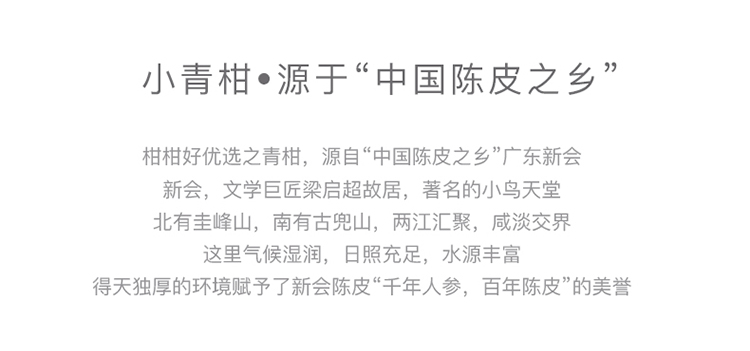 小青柑•源于“中国陈皮之乡”
柑柑好优选之青柑，源自“中国陈皮之乡”广东新会
新会，文学巨匠梁启超故居，著名的小鸟天堂
北有圭峰山，南有古兜山，两江汇聚，咸淡交界
这里气候湿润，日照充足，水源丰富
得天独厚的环境赋予了新会陈皮“千年人参，百年陈皮”的美誉